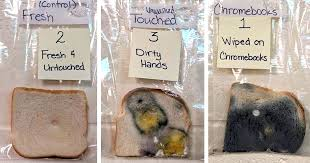 (Control)
Fresh
2
Fresh &
Untouched
Unwashed
Touched
3
Dirty
Hands
Chromebooks
1
Wiped on
Chromebooks